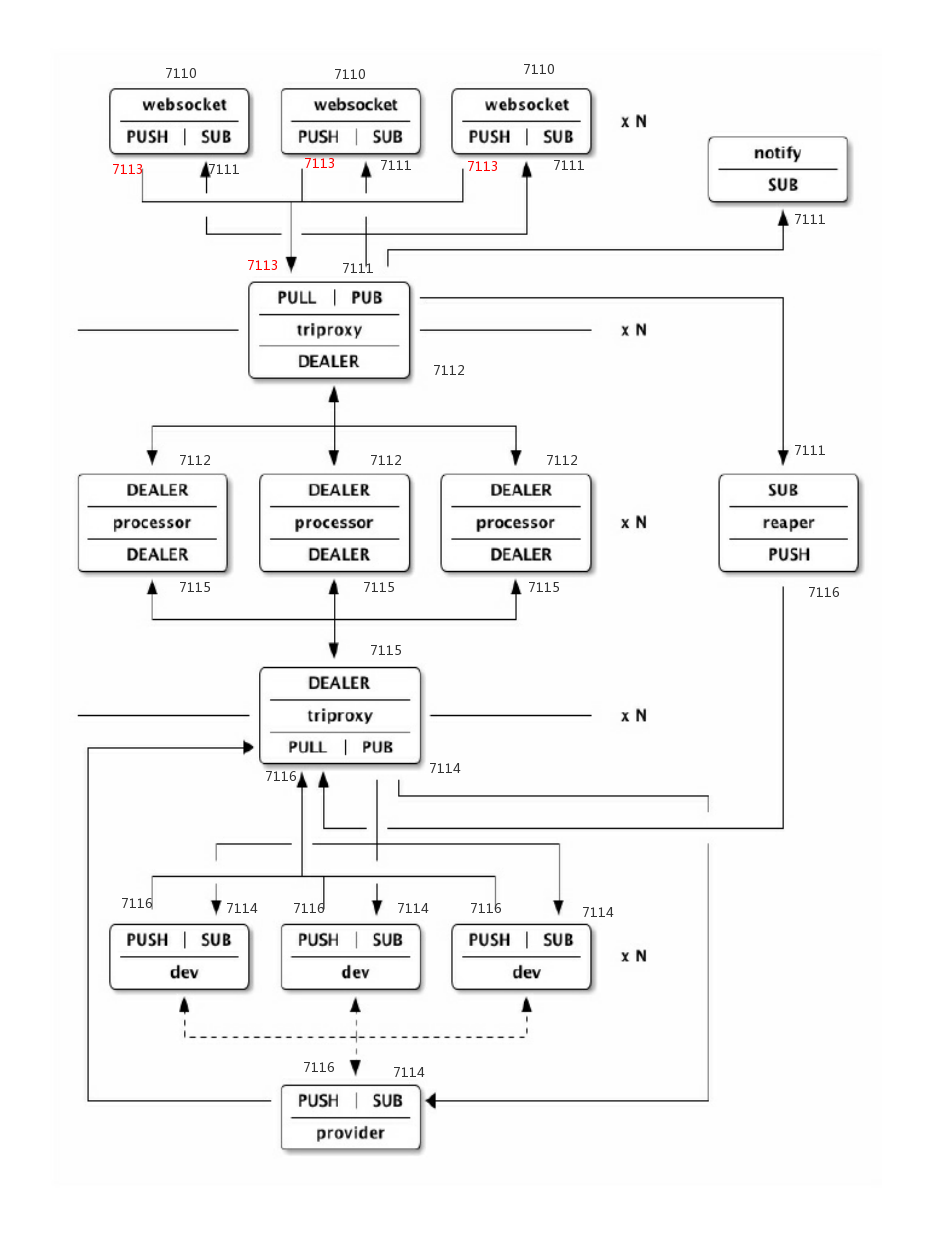 7110 7110 7110
websocket websocket websocket
x N
PUSH | SUB PUSH | SUB PUSH | SUB
notify
7113 7111 7113 7111 7113 7111
SUB
7111
7113 7111
PULL | PUB
triproxy x N
DEALER
7112
7111
7112 7112 7112
DEALER DEALER DEALER SUB
processor processor processor x N reaper
DEALER DEALER DEALER PUSH
7115 7115 7115 7116
7115
DEALER
triproxy x N
PULL | PUB
7116 7114
7116 7114 7116 7114 7116 7114
PUSH | SUB PUSH | SUB PUSH | SUB
x N
dev dev dev
7116 7114
PUSH | SUB
provider